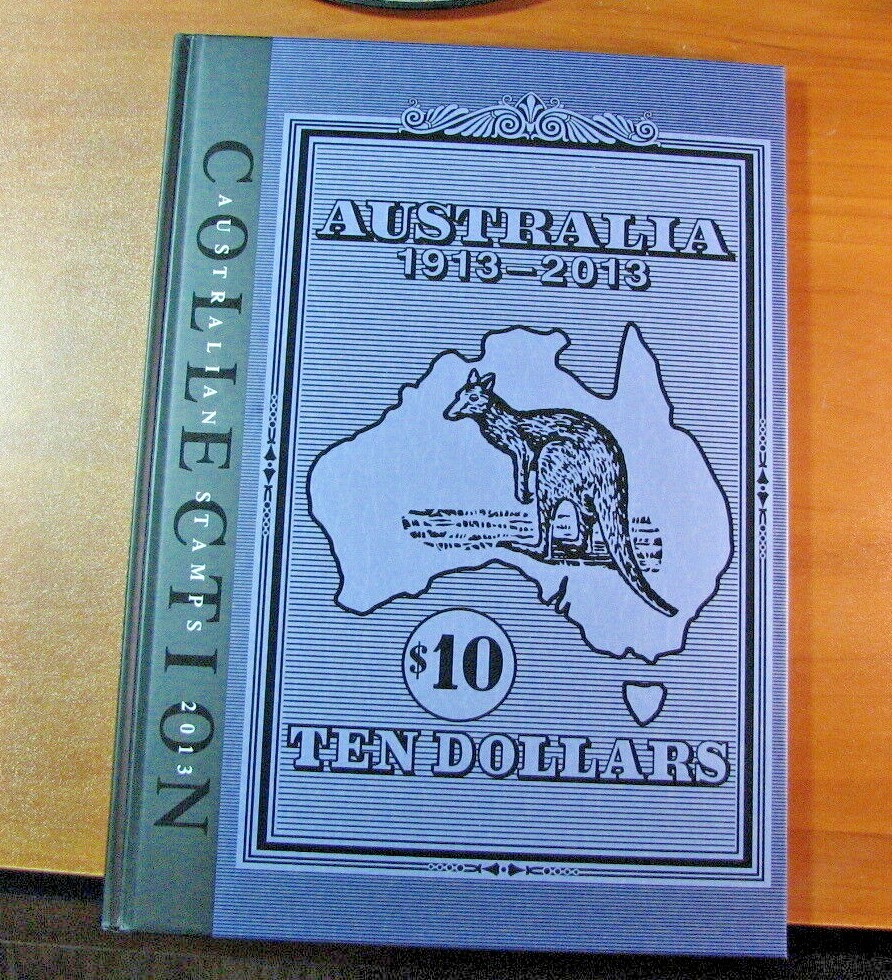 COLLECTION
AUSTRALIAN STAMPS 2013
AUSTRALIA
1913–2013
$10
TEN DOLLARS